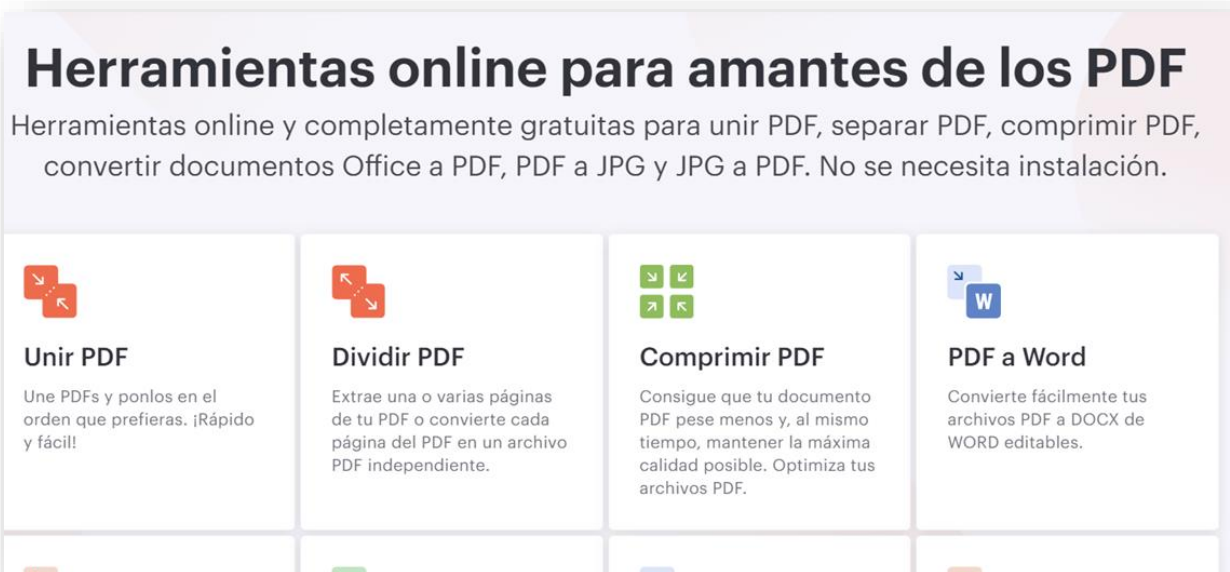 Herramientas online para amantes de los PDF
Herramientas online y completamente gratuitas para unir PDF, separar PDF, comprimir PDF,
convertir documentos Office a PDF, PDF a JPG y JPG a PDF. No se necesita instalación.
Unir PDF
Une PDFs y ponlos en el
orden que prefieras. ¡Rápido
y fácil!
Dividir PDF
Extrae una o varias páginas
de tu PDF o convierte cada
página del PDF en un archivo
PDF independiente.
Comprimir PDF
Consigue que tu documento
PDF pese menos y, al mismo
tiempo, mantener la máxima
calidad posible. Optimiza tus
archivos PDF.
W
PDF a Word
Convierte fácilmente tus
archivos PDF a DOCX de
WORD editables.